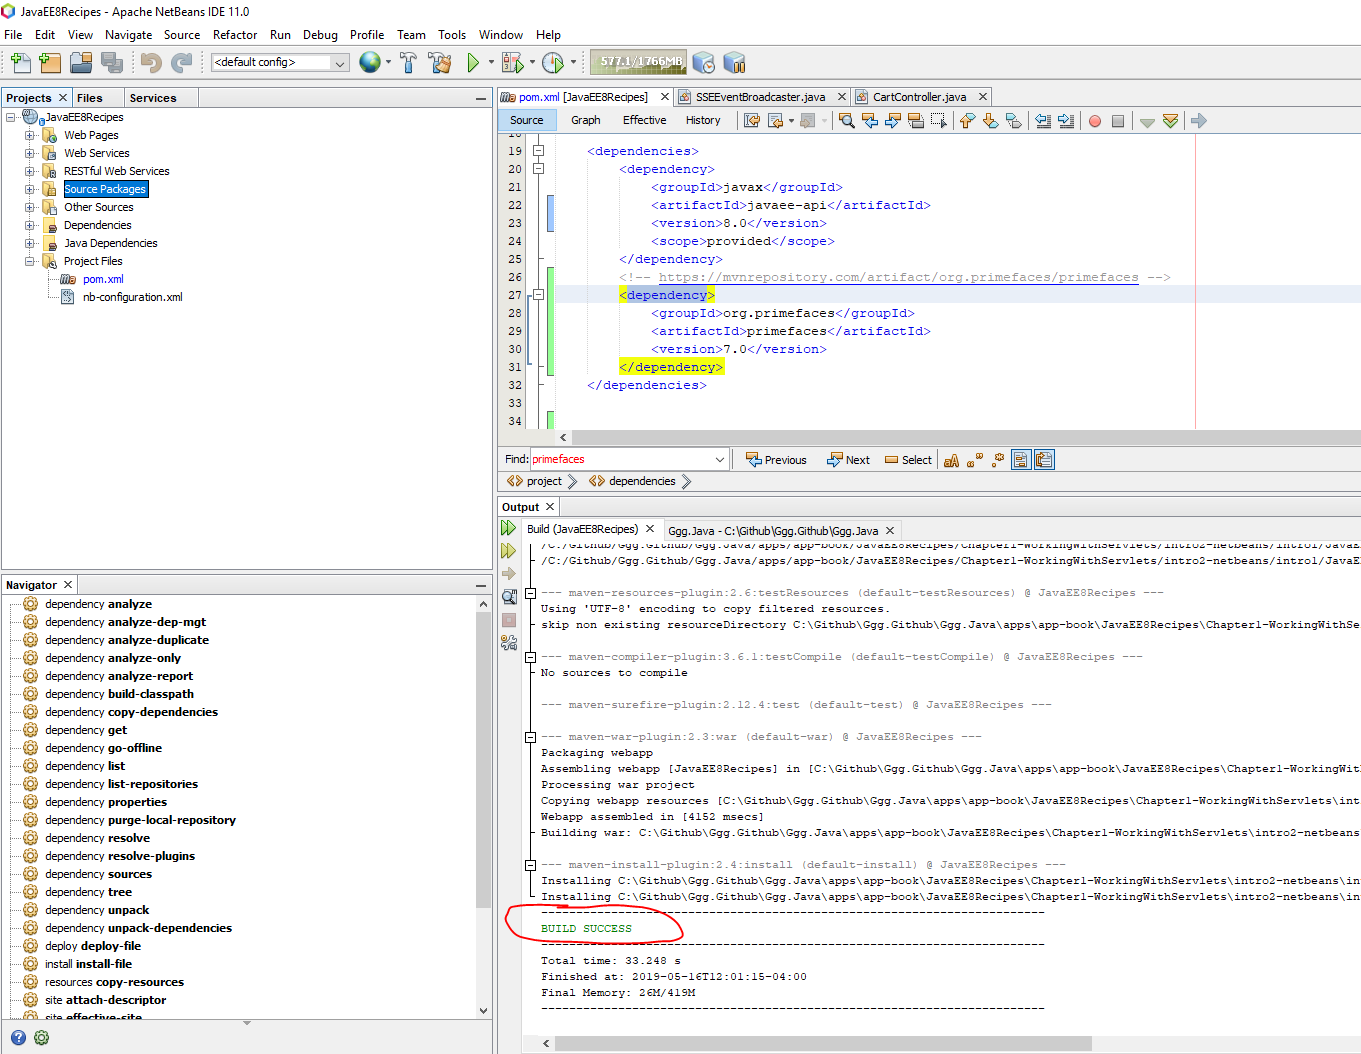 JavaEE8Recipes - Apache NetBeans IDE 11.0
File Edit View Navigate Source Refactor Run Debug Profile Team Tools Window Help
<default config>
577.1/1766MB
Projects Files Services
JavaEE8Recipes
Web Pages
Web Services
RESTful Web Services
Source Packages
Other Sources
Dependencies
Java Dependencies
Project Files
pom.xml
nb-configuration.xml
Navigator
dependency analyze
dependency analyze-dep-mgt
dependency analyze-duplicate
dependency analyze-only
dependency analyze-report
dependency build-classpath
dependency copy-dependencies
dependency get
dependency go-offline
dependency list
dependency list-repositories
dependency properties
dependency purge-local-repository
dependency resolve
dependency resolve-plugins
dependency sources
dependency tree
dependency unpack
dependency unpack-dependencies
deploy deploy-file
install install-file
resources copy-resources
site attach-descriptor
site effective-site
pom.xml [JavaEE8Recipes] SSEEventBroadcaster.java CartController.java
Source Graph Effective History
18
19 <dependencies>
20 <dependency>
21 <groupId>javax</groupId>
22 <artifactId>javaee-api</artifactId>
23 <version>8.0</version>
24 <scope>provided</scope>
25 </dependency>
26 <!-- https://mvnrepository.com/artifact/org.primefaces/primefaces -->
27 <dependency>
28 <groupId>org.primefaces</groupId>
29 <artifactId>primefaces</artifactId>
30 <version>7.0</version>
31 </dependency>
32 </dependencies>
33
34
Find: primefaces Previous Next Select
project dependencies
Output
Build (JavaEE8Recipes) Ggg.Java - C:\Github\Ggg.Github\Ggg.Java
/C:/Github/Ggg.Github/Ggg.Java/apps/app-book/JavaEE8Recipes/Chapter1-WorkingWithServlets/intro2-netbeans/intro1/JavaEE
/C:/Github/Ggg.Github/Ggg.Java/apps/app-book/JavaEE8Recipes/Chapter1-WorkingWithServlets/intro2-netbeans/intro1/JavaEE
--- maven-resources-plugin:2.6:testResources (default-testResources) @ JavaEE8Recipes ---
Using 'UTF-8' encoding to copy filtered resources.
skip non existing resourceDirectory C:\Github\Ggg.Github\Ggg.Java\apps\app-book\JavaEE8Recipes\Chapter1-WorkingWithSe
--- maven-compiler-plugin:3.6.1:testCompile (default-testCompile) @ JavaEE8Recipes ---
No sources to compile
--- maven-surefire-plugin:2.12.4:test (default-test) @ JavaEE8Recipes ---
--- maven-war-plugin:2.3:war (default-war) @ JavaEE8Recipes ---
Packaging webapp
Assembling webapp [JavaEE8Recipes] in [C:\Github\Ggg.Github\Ggg.Java\apps\app-book\JavaEE8Recipes\Chapter1-WorkingWit
Processing war project
Copying webapp resources [C:\Github\Ggg.Github\Ggg.Java\apps\app-book\JavaEE8Recipes\Chapter1-WorkingWithServlets\int
Webapp assembled in [4152 msecs]
Building war: C:\Github\Ggg.Github\Ggg.Java\apps\app-book\JavaEE8Recipes\Chapter1-WorkingWithServlets\intro2-netbeans
--- maven-install-plugin:2.4:install (default-install) @ JavaEE8Recipes ---
Installing C:\Github\Ggg.Github\Ggg.Java\apps\app-book\JavaEE8Recipes\Chapter1-WorkingWithServlets\intro2-netbeans\in
Installing C:\Github\Ggg.Github\Ggg.Java\apps\app-book\JavaEE8Recipes\Chapter1-WorkingWithServlets\intro2-netbeans\in
------------------------------------------------------------------------
BUILD SUCCESS
------------------------------------------------------------------------
Total time: 33.248 s
Finished at: 2019-05-16T12:01:15-04:00
Final Memory: 26M/419M
------------------------------------------------------------------------